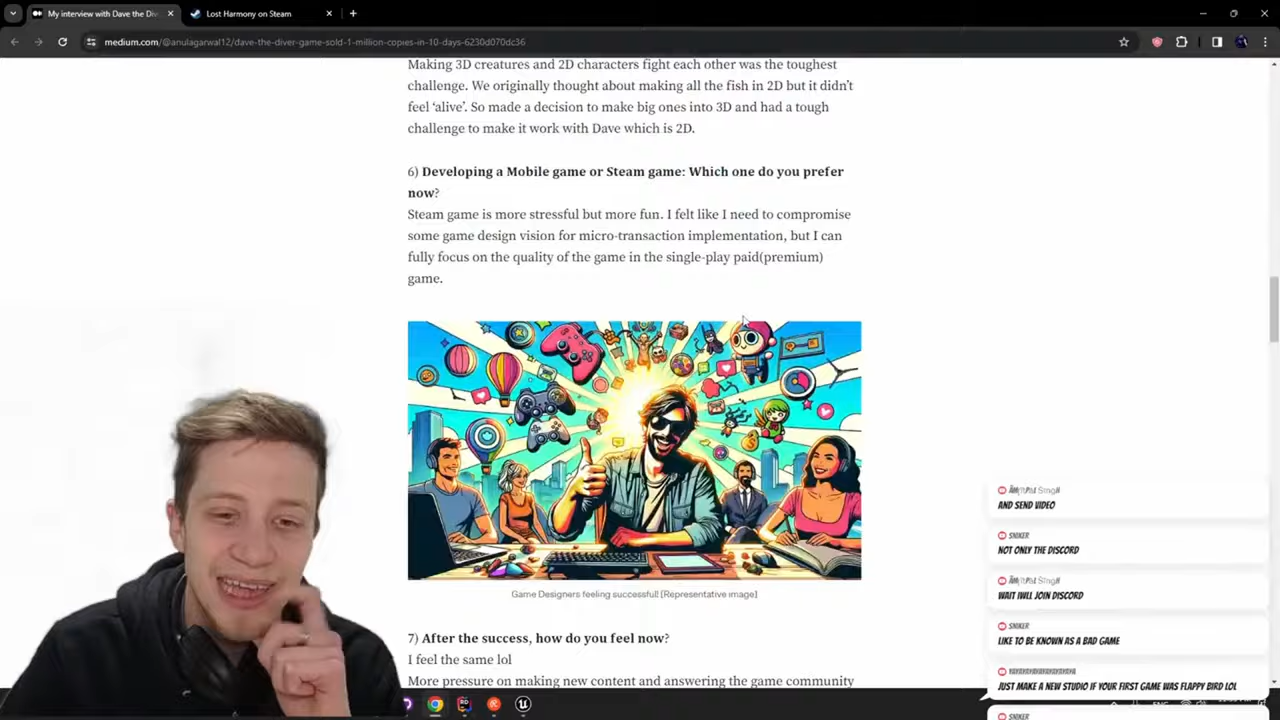 My interview with Dave the Div
Lost Harmony on Steam
medium.com/@anulagarwal12/dave-the-diver-game-sold-1-million-copies-in-10-days-6230d070dc36
Making 3D creatures and 2D characters fight each other was the toughest
challenge. We originally thought about making all the fish in 2D but it didn't
feel 'alive'. So made a decision to make big ones into 3D and had a tough
challenge to make it work with Dave which is 2D.
6) Developing a Mobile game or Steam game: Which one do you prefer
now?
Steam game is more stressful but more fun. I felt like I need to compromise
some game design vision for micro-transaction implementation, but I can
fully focus on the quality of the game in the single-play paid(premium)
game.
Game Designers feeling successful! [Representative image]
7) After the success, how do you feel now?
I feel the same lol
More pressure on making new content and answering the game community
AND SEND VIDEO
SNIKER
NOT ONLY THE DISCORD
WAIT IWLL JOIN DISCORD
SNIKER
LIKE TO BE KNOWN AS A BAD GAME
JUST MAKE A NEW STUDIO IF YOUR FIRST GAME WAS FLAPPY BIRD LOL
SNIKER